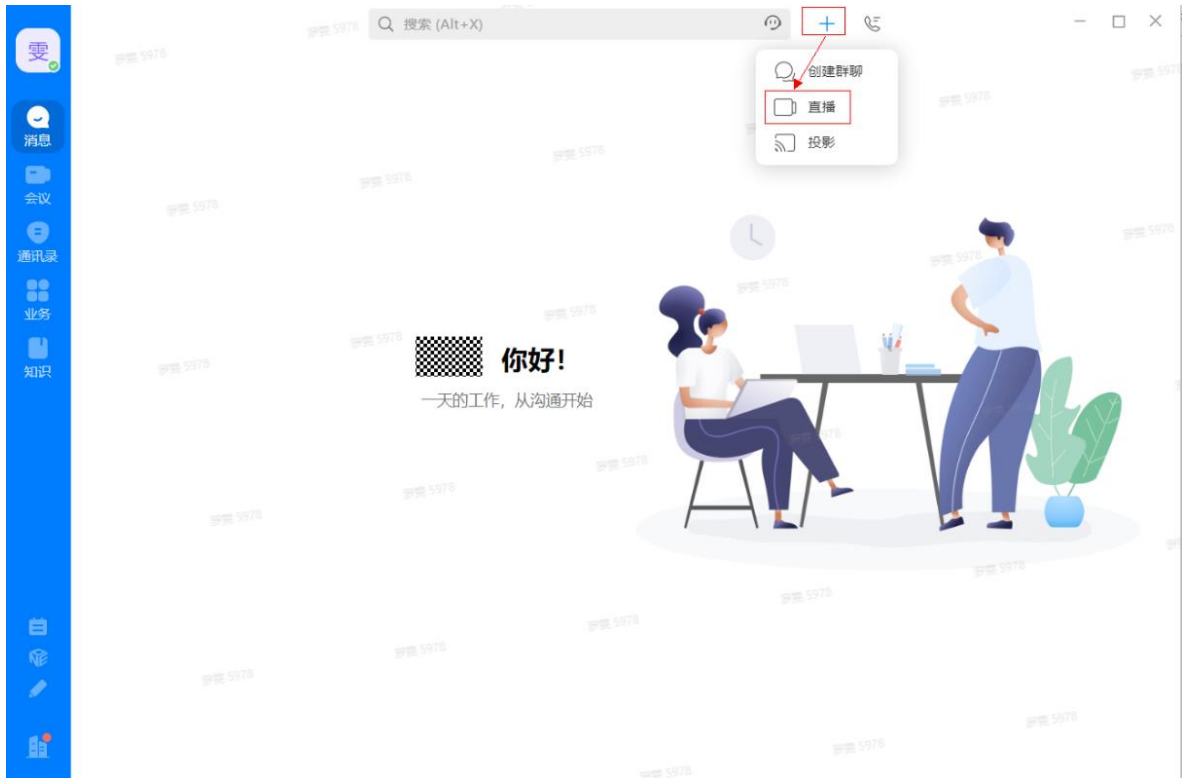 搜索 (Alt+X)
雯
创建群聊
直播
投影
消息
会议
通讯录
业务
知识
你好!
一天的工作，从沟通开始